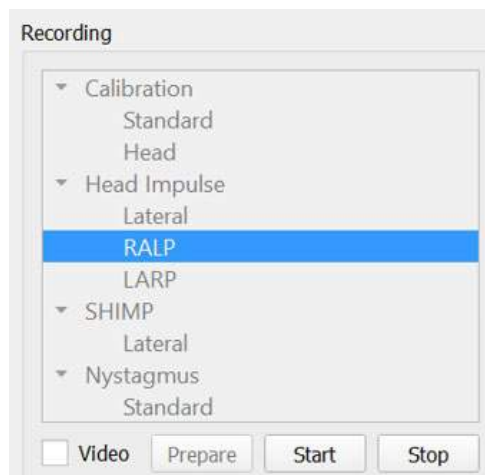 Recording
Calibration
Standard
Head
Head Impulse
Lateral
RALP
LARP
SHIMP
Lateral
Nystagmus
Standard
Video Prepare Start Stop